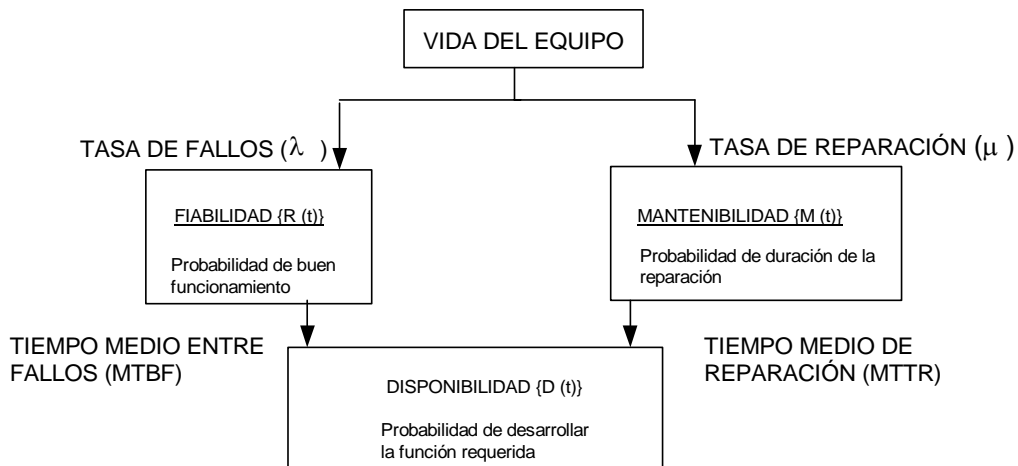 VIDA DEL EQUIPO
TASA DE FALLOS (λ )
TASA DE REPARACIÓN (μ )
FIABILIDAD {R (t)}
Probabilidad de buen
funcionamiento
MANTENIBILIDAD {M (t)}
Probabilidad de duración de la
reparación
TIEMPO MEDIO ENTRE
FALLOS (MTBF)
TIEMPO MEDIO DE
REPARACIÓN (MTTR)
DISPONIBILIDAD {D (t)}
Probabilidad de desarrollar
la función requerida